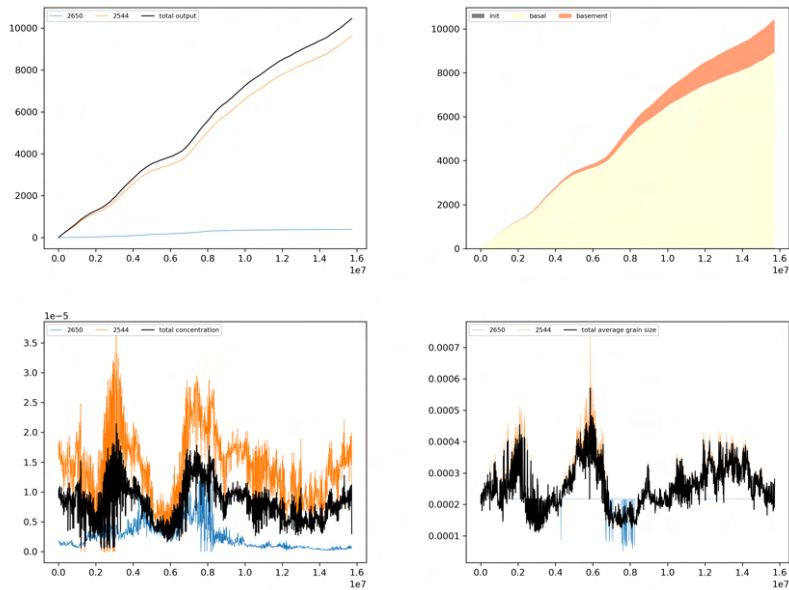 2650 2544 total output
10000
8000
6000
4000
2000
0
0.0 0.2 0.4 0.6 0.8 1.0 1.2 1.4 1.6
1e7
init basal basement
10000
8000
6000
4000
2000
0
0.0 0.2 0.4 0.6 0.8 1.0 1.2 1.4 1.6
1e7
1e−5
2650 2544 total concentration
3.5
3.0
2.5
2.0
1.5
1.0
0.5
0.0
0.0 0.2 0.4 0.6 0.8 1.0 1.2 1.4 1.6
1e7
2650 2544 total average grain size
0.0007
0.0006
0.0005
0.0004
0.0003
0.0002
0.0001
0.0 0.2 0.4 0.6 0.8 1.0 1.2 1.4 1.6
1e7